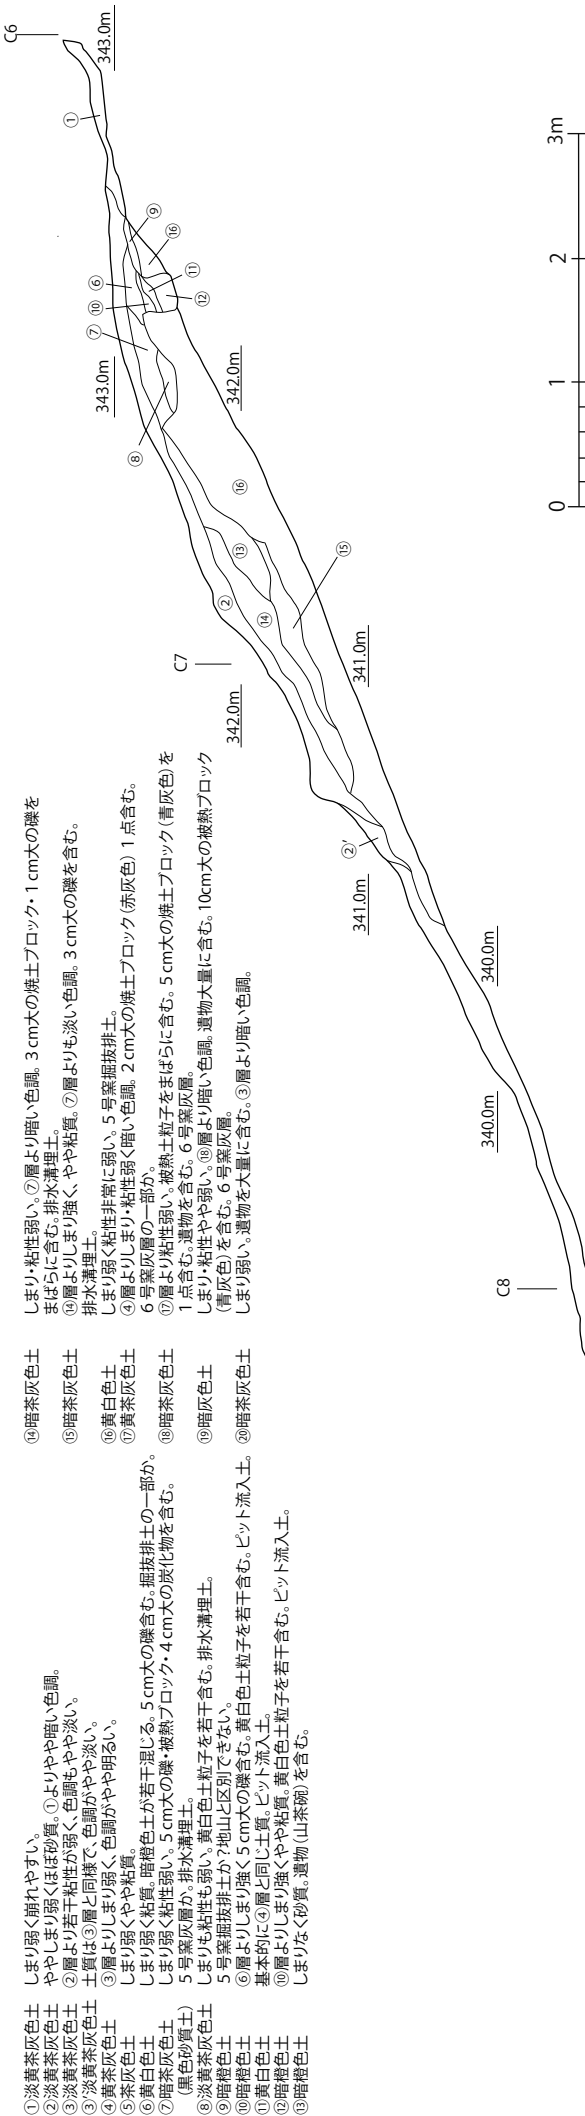 ①淡黄茶灰色土 しまり弱く崩れやすい。
②淡黄茶灰色土 ややしまり弱くほぼ砂質。①よりやや暗い色調。
③淡黄茶灰色土 ②層より若干粘性が弱く、色調もやや淡い。
③′淡黄茶灰色土 土質は③層と同様で、色調がやや淡い。
④黄茶灰色土 ③層よりしまり弱く、色調がやや明るい。
⑤茶灰色土 しまり弱くやや粘質。
⑥黄白色土 しまり弱く粘質。暗橙色土が若干混じる。5cm大の礫含む。掘抜排土の一部か。
⑦暗茶灰色土 しまり弱く粘性弱い。5cm大の礫・被熱ブロック・4cm大の炭化物を含む。
(黒色砂質土) 5号窯灰層か。排水溝埋土。
⑧淡黄茶灰色土 しまりも粘性も弱い。黄白色土粒子を若干含む。排水溝埋土。
⑨暗橙色土 5号窯掘抜排土か?地山と区別できない。
⑩暗橙色土 ⑥層よりしまり強く5cm大の礫含む。黄白色土粒子を若干含む。ピット流入土。
⑪黄白色土 基本的に④層と同じ土質。ピット流入土。
⑫暗橙色土 ⑩層よりしまり強くやや粘質。黄白色土粒子を若干含む。ピット流入土。
⑬暗橙色土 しまりなく砂質。遺物(山茶碗)を含む。
⑭暗茶灰色土 しまり・粘性弱い。⑦層より暗い色調。3cm大の焼土ブロック・1cm大の礫を
まばらに含む。排水溝埋土。
⑮暗茶灰色土 ⑭層よりしまり強く、やや粘質。⑦層よりも淡い色調。3cm大の礫を含む。
排水溝埋土。
⑯黄白色土 しまり弱く粘性非常に弱い。5号窯掘抜排土。
⑰黄茶灰色土 ④層よりしまり・粘性弱く暗い色調。2cm大の焼土ブロック(赤灰色)1点含む。
6号窯灰層の一部か。
⑱暗茶灰色土 ⑰層より粘性弱い。被熱土粒子をまばらに含む。5cm大の焼土ブロック(青灰色)を
1点含む。遺物を含む。6号窯灰層。
⑲暗灰色土 しまり・粘性やや弱い。⑱層より暗い色調。遺物大量に含む。10cm大の被熱ブロック
(青灰色)を含む。6号窯灰層。
⑳暗茶灰色土 しまり弱い。遺物を大量に含む。③層より暗い色調。
C8
340.0m
340.0m
341.0m
②′
342.0m
C7
341.0m
②
⑭
⑬
⑮
⑯
⑧
343.0m
342.0m
⑦
⑩
⑥
⑫
⑪
⑯
⑨
①
343.0m
C6
0
1
2
3m